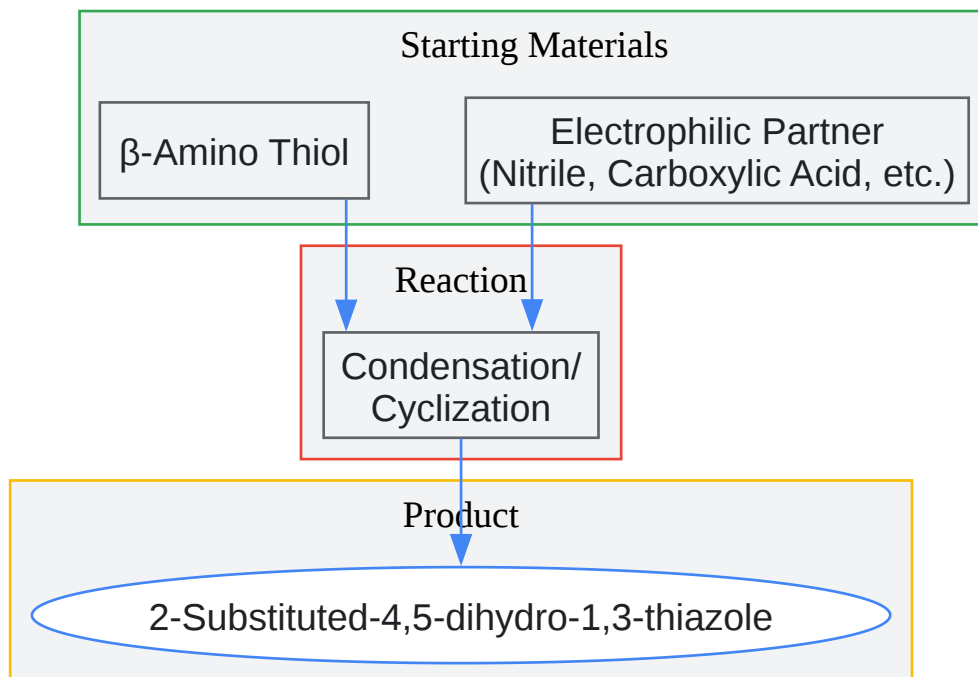 Starting Materials
β-Amino Thiol
Electrophilic Partner
(Nitrile, Carboxylic Acid, etc.)
Reaction
Condensation/
Cyclization
Product
2-Substituted-4,5-dihydro-1,3-thiazole